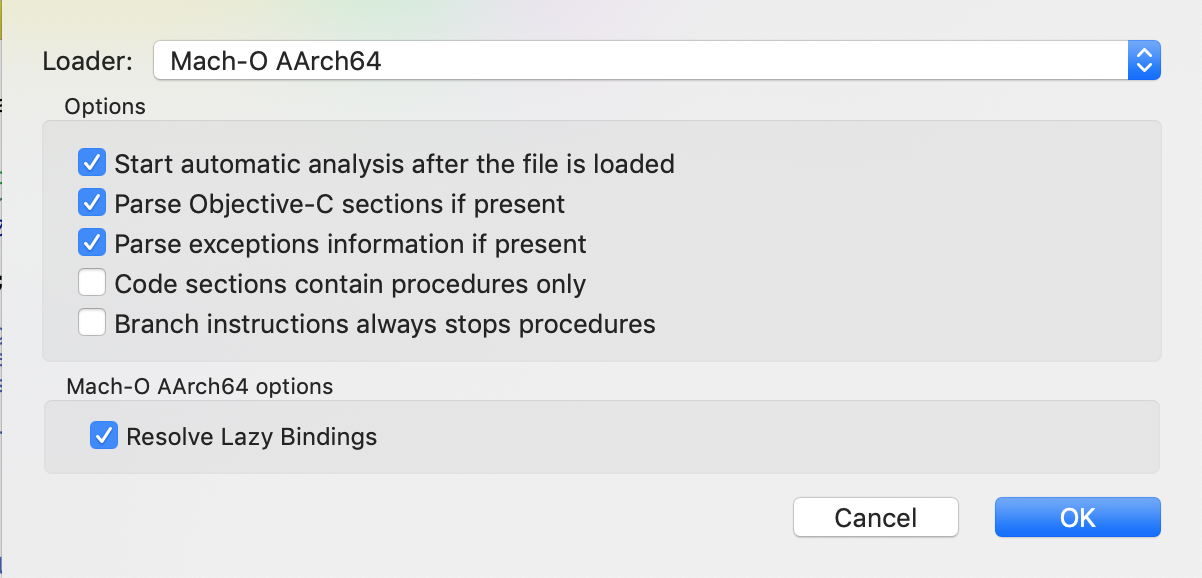 Loader: Mach-O AArch64
Options
Start automatic analysis after the file is loaded
Parse Objective-C sections if present
Parse exceptions information if present
Code sections contain procedures only
Branch instructions always stops procedures
Mach-O AArch64 options
Resolve Lazy Bindings
Cancel OK